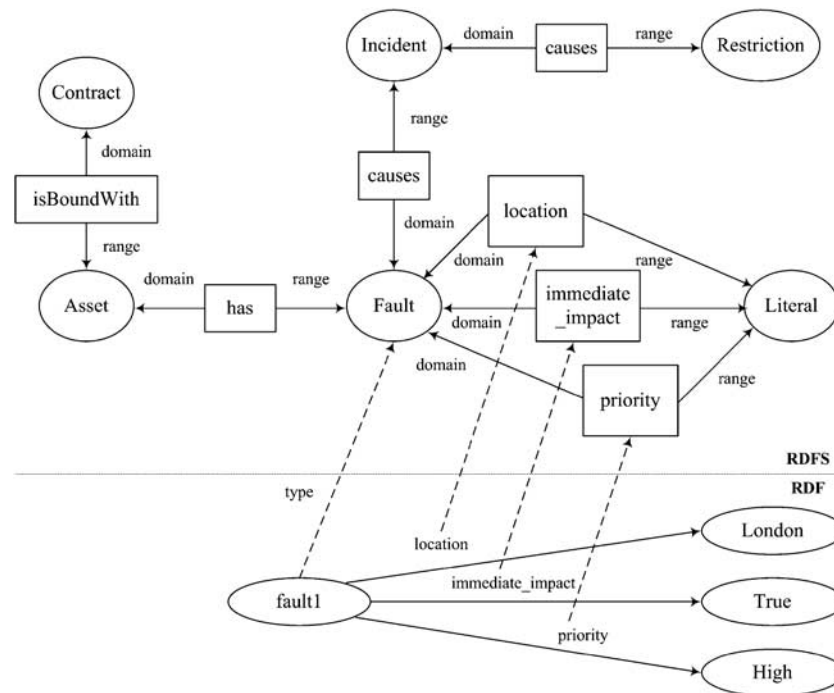 Incident
domain
causes
range
Restriction
Contract
domain
isBoundWith
range
range
causes
domain
location
domain
range
Asset
domain
has
range
Fault
domain
immediate
_impact
range
Literal
domain
priority
range
RDFS
RDF
type
location
London
fault1
immediate_impact
True
priority
High